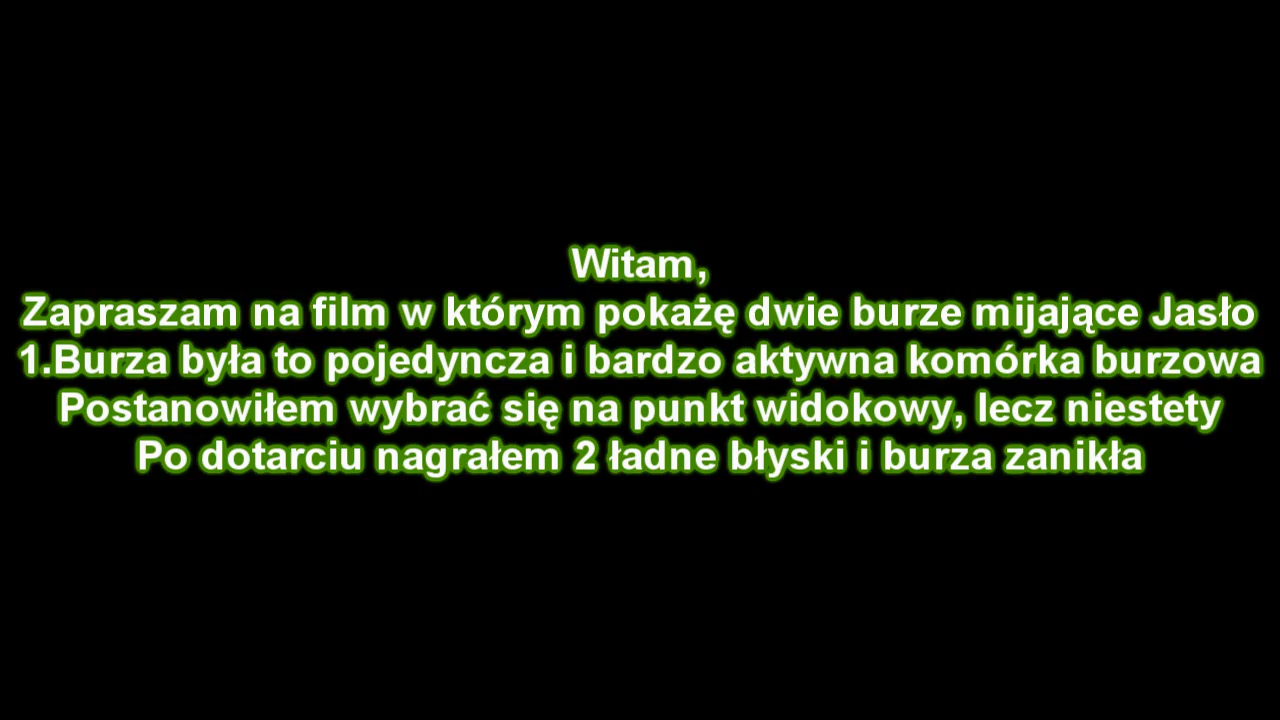 Witam,
Zapraszam na film w którym pokażę dwie burze mijające Jasło
1.Burza była to pojedyncza i bardzo aktywna komórka burzowa
Postanowiłem wybrać się na punkt widokowy, lecz niestety
Po dotarciu nagrałem 2 ładne błyski i burza zanikła